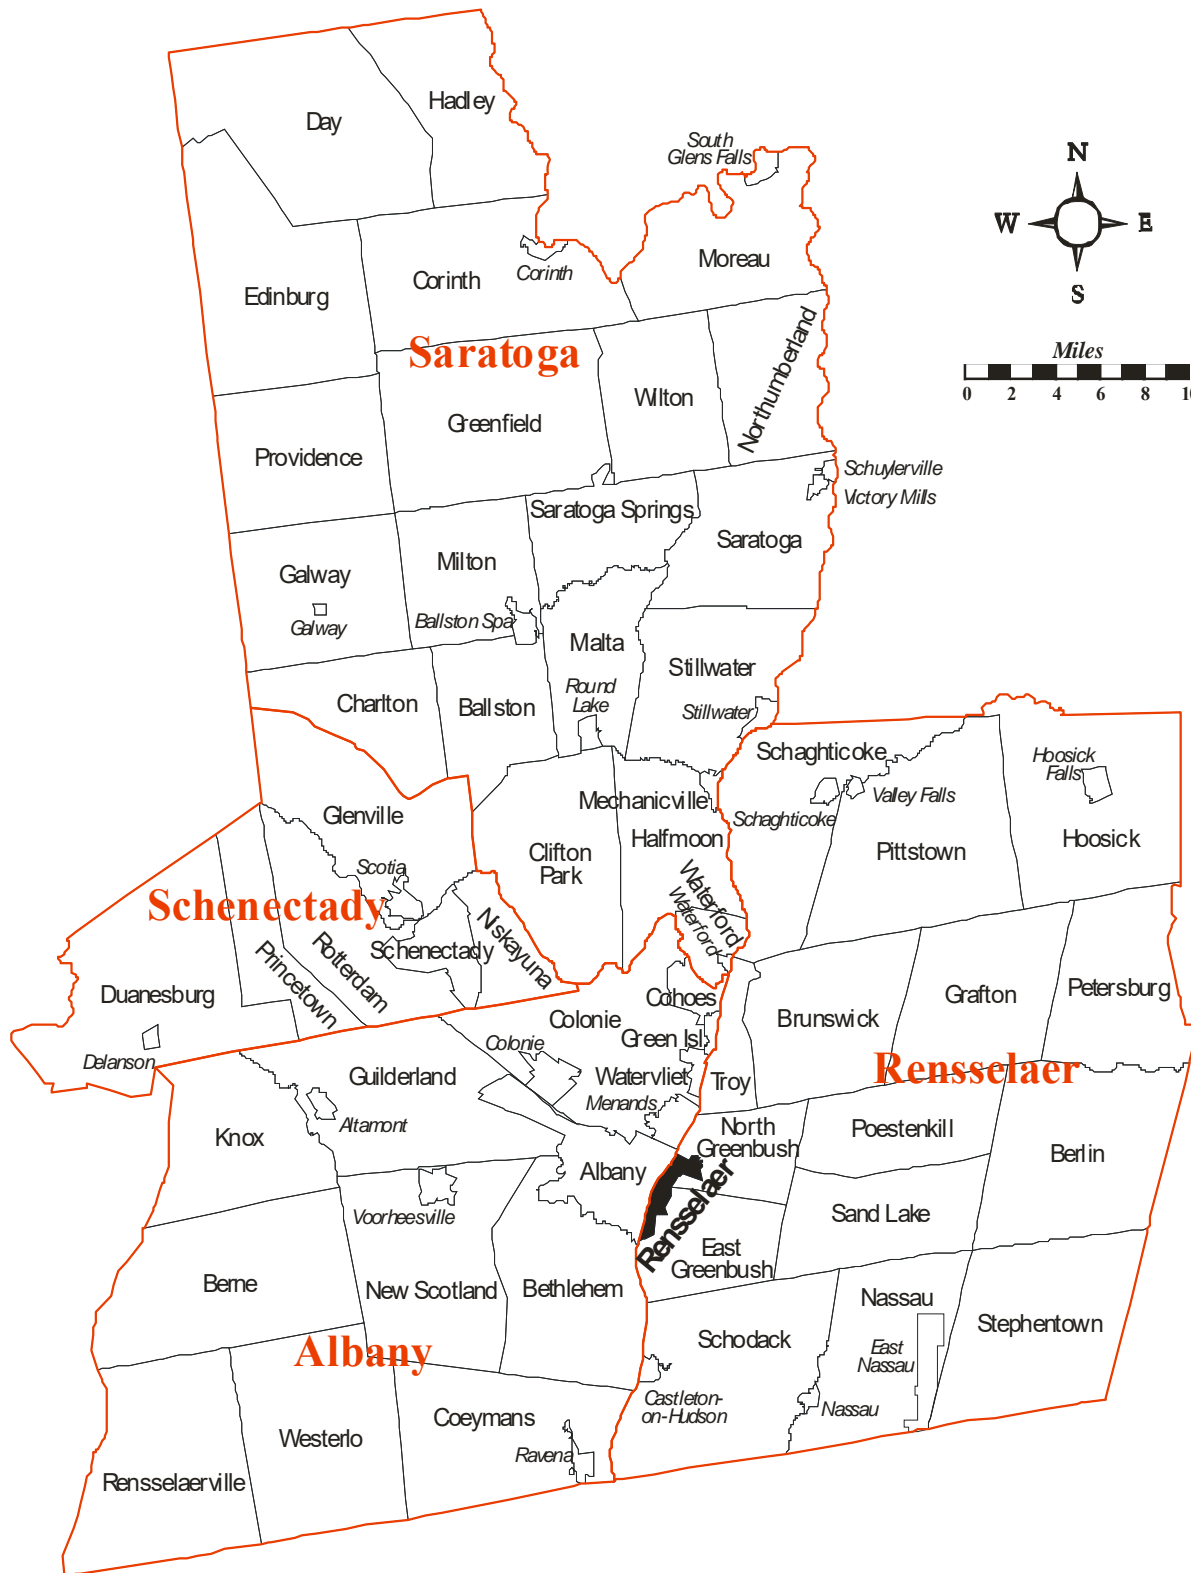 Hadley
Day
South
Glens Falls
N
W
E
S
Moreau
Corinth
Corinth
Edinburg
Saratoga
Miles
0 2 4 6 8 10
Northumberland
Wilton
Greenfield
Providence
Schuylerville
Victory Mills
Saratoga Springs
Saratoga
Milton
Galway
Galway
Ballston Spa
Malta
Stillwater
Round
Lake
Charlton
Ballston
Stillwater
Schaghticoke
Hoosick
Falls
Valley Falls
Schaghticoke
Mechanicville
Glenville
Halfmoon
Hoosick
Clifton
Park
Pittstown
Scotia
Schenectady
Waterford
Waterford
Schenectady
Niskayuna
Rotterdam
Princetown
Duanesburg
Cohoes
Grafton
Petersburg
Colonie
Brunswick
Green Isl.
Colonie
Delanson
Rensselaer
Guilderland
Watervliet
Troy
Menands
Altamont
Knox
North
Greenbush
Poestenkill
Berlin
Albany
Rensselaer
Voorheesville
Sand Lake
East
Greenbush
Berne
New Scotland
Bethlehem
Nassau
Stephentown
Schodack
East
Nassau
Albany
Castleton-
on-Hudson
Nassau
Coeymans
Westerlo
Ravena
Rensselaerville